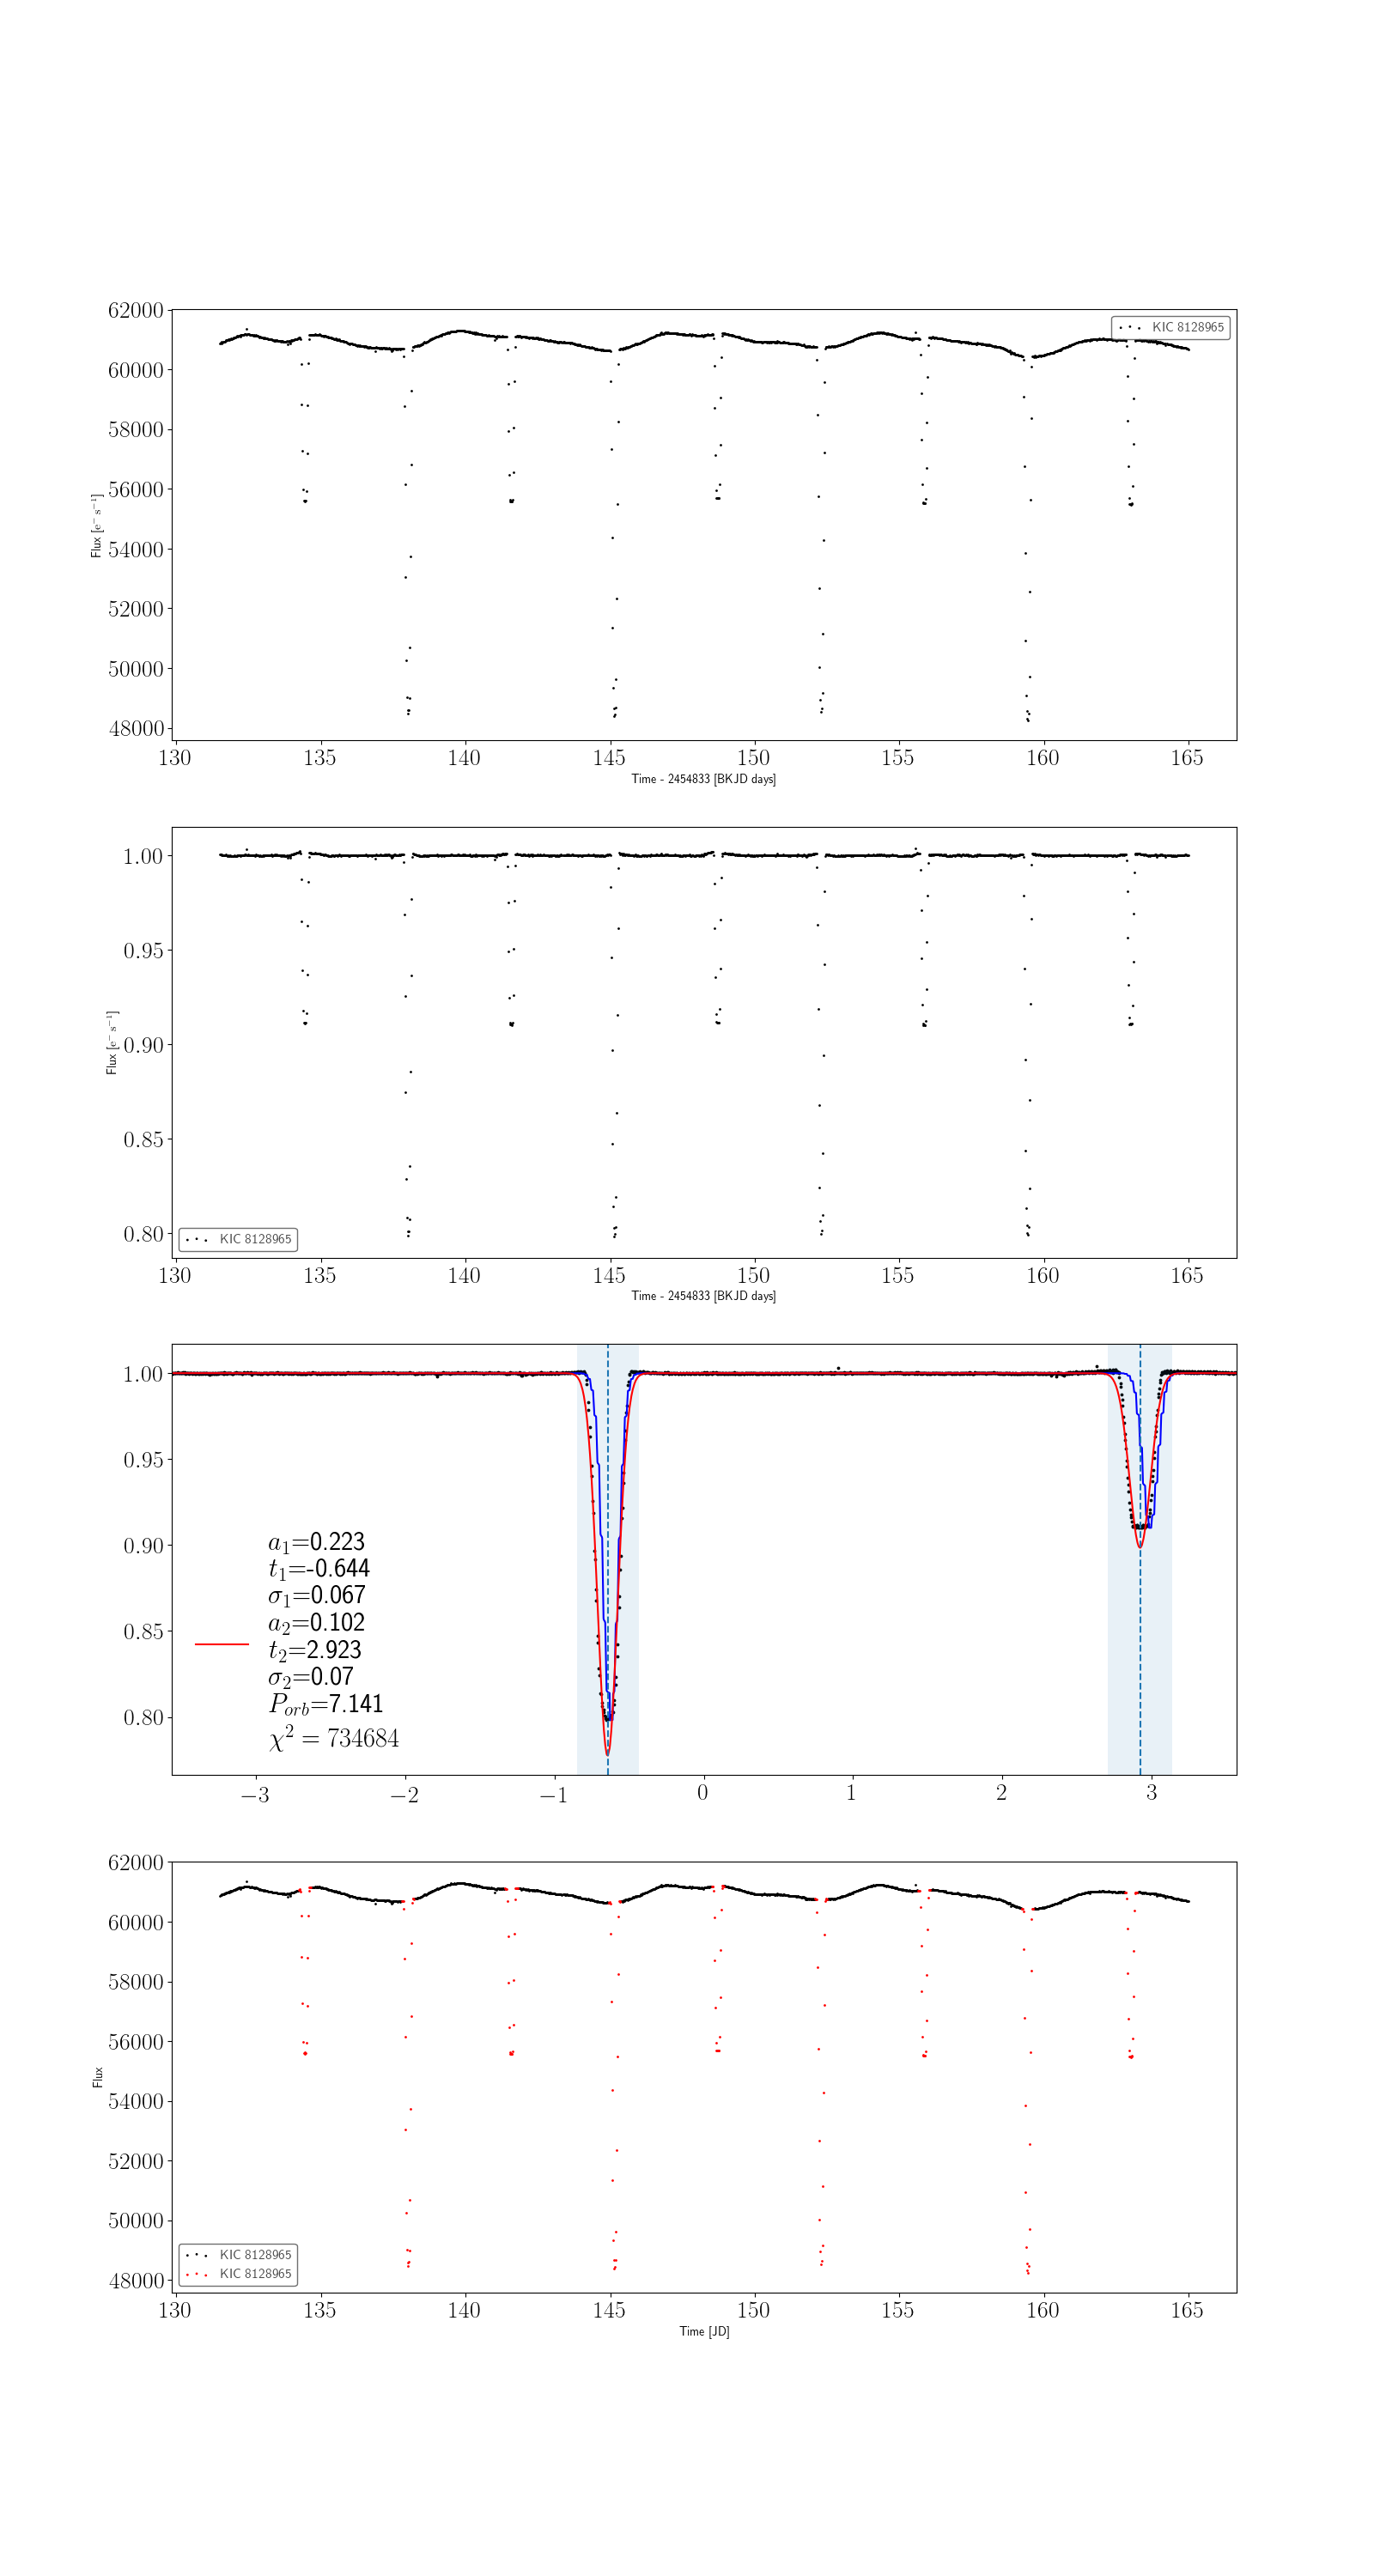 62000
60000
58000
56000
54000
52000
50000
48000
Flux [e⁻ s⁻¹]
KIC 8128965
130 135 140 145 150 155 160 165
Time - 2454833 [BKJD days]
1.00
0.95
0.90
0.85
0.80
Flux [e⁻ s⁻¹]
KIC 8128965
130 135 140 145 150 155 160 165
Time - 2454833 [BKJD days]
1.00
0.95
0.90
0.85
0.80
a₁=0.223
t₁=-0.644
σ₁=0.067
a₂=0.102
t₂=2.923
σ₂=0.07
P_orb=7.141
χ² = 734684
−3 −2 −1 0 1 2 3
62000
60000
58000
56000
54000
52000
50000
48000
Flux
KIC 8128965
KIC 8128965
130 135 140 145 150 155 160 165
Time [JD]